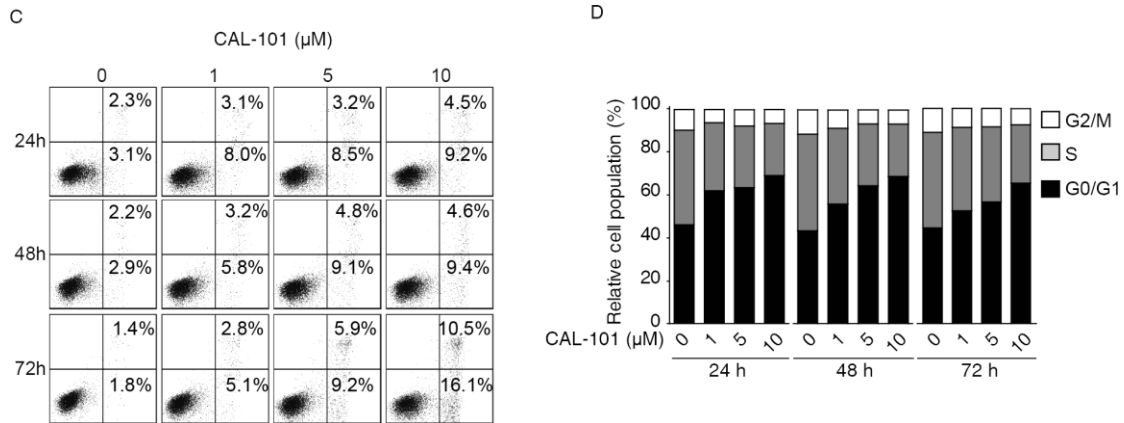 C
CAL-101 (µM)
0 1 5 10
24h
2.3% 3.1% 3.2% 4.5%
3.1% 8.0% 8.5% 9.2%
48h
2.2% 3.2% 4.8% 4.6%
2.9% 5.8% 9.1% 9.4%
72h
1.4% 2.8% 5.9% 10.5%
1.8% 5.1% 9.2% 16.1%
D
Relative cell population (%)
100
80
60
40
20
0
G2/M
S
G0/G1
CAL-101 (µM)
0 1 5 10 0 1 5 10 0 1 5 10
24 h 48 h 72 h